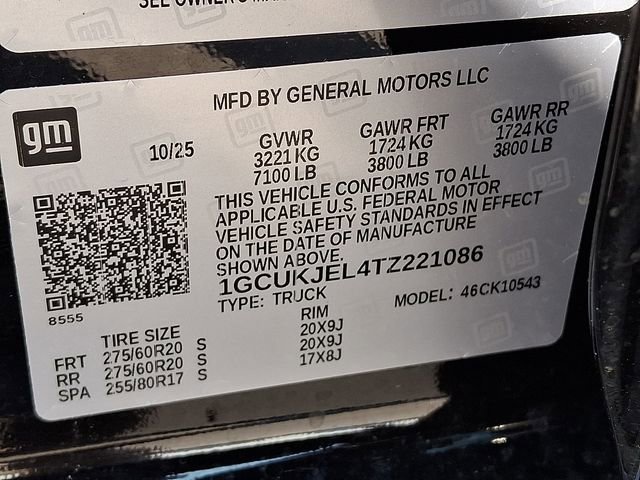 MFD BY GENERAL MOTORS LLC
gm
10/25
GVWR GAWR FRT GAWR RR
3221 KG 1724 KG 1724 KG
7100 LB 3800 LB 3800 LB
THIS VEHICLE CONFORMS TO ALL
APPLICABLE U.S. FEDERAL MOTOR
VEHICLE SAFETY STANDARDS IN EFFECT
ON THE DATE OF MANUFACTURE
SHOWN ABOVE.
1GCUKJEL4TZ221086
TYPE: TRUCK MODEL: 46CK10543
8555
TIRE SIZE RIM
FRT 275/60R20 S 20X9J
RR 275/60R20 S 20X9J
SPA 255/80R17 S 17X8J